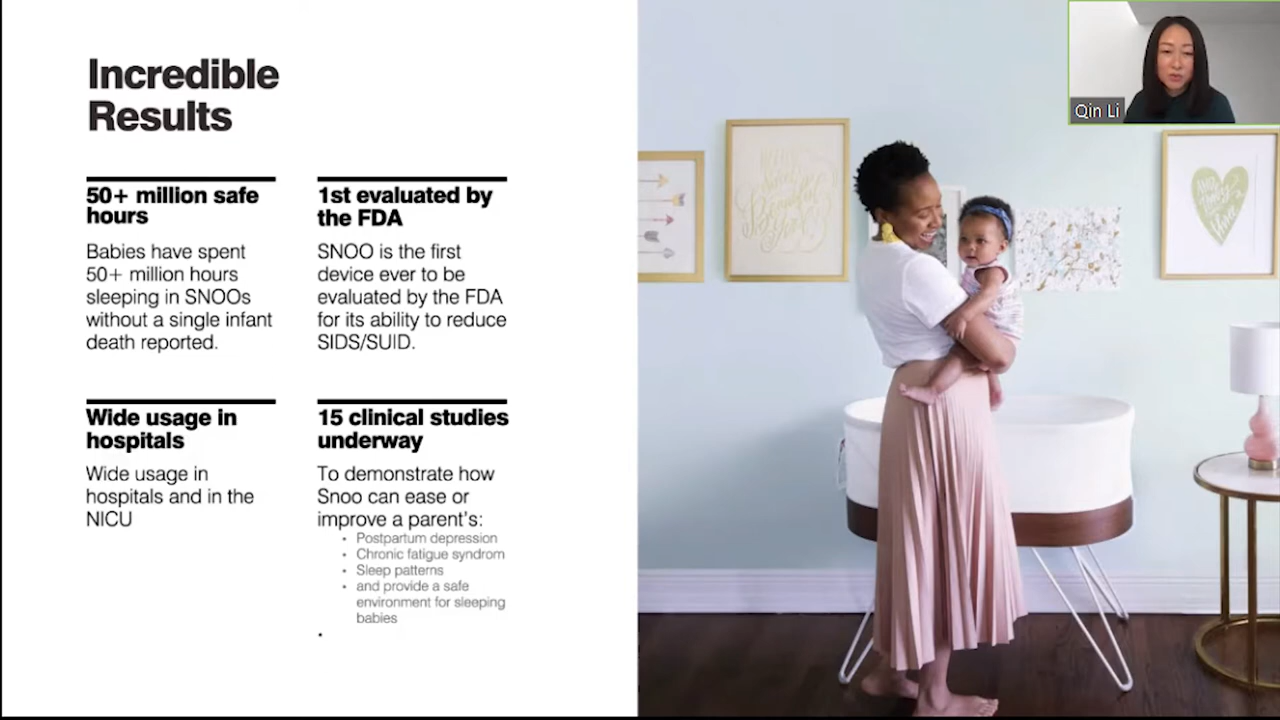 Incredible
Results
50+ million safe
hours
Babies have spent
50+ million hours
sleeping in SNOOs
without a single infant
death reported.
1st evaluated by
the FDA
SNOO is the first
device ever to be
evaluated by the FDA
for its ability to reduce
SIDS/SUID.
Wide usage in
hospitals
Wide usage in
hospitals and in the
NICU
15 clinical studies
underway
To demonstrate how
Snoo can ease or
improve a parent's:
• Postpartum depression
• Chronic fatigue syndrom
• Sleep patterns
• and provide a safe
environment for sleeping
babies
•
Qin Li